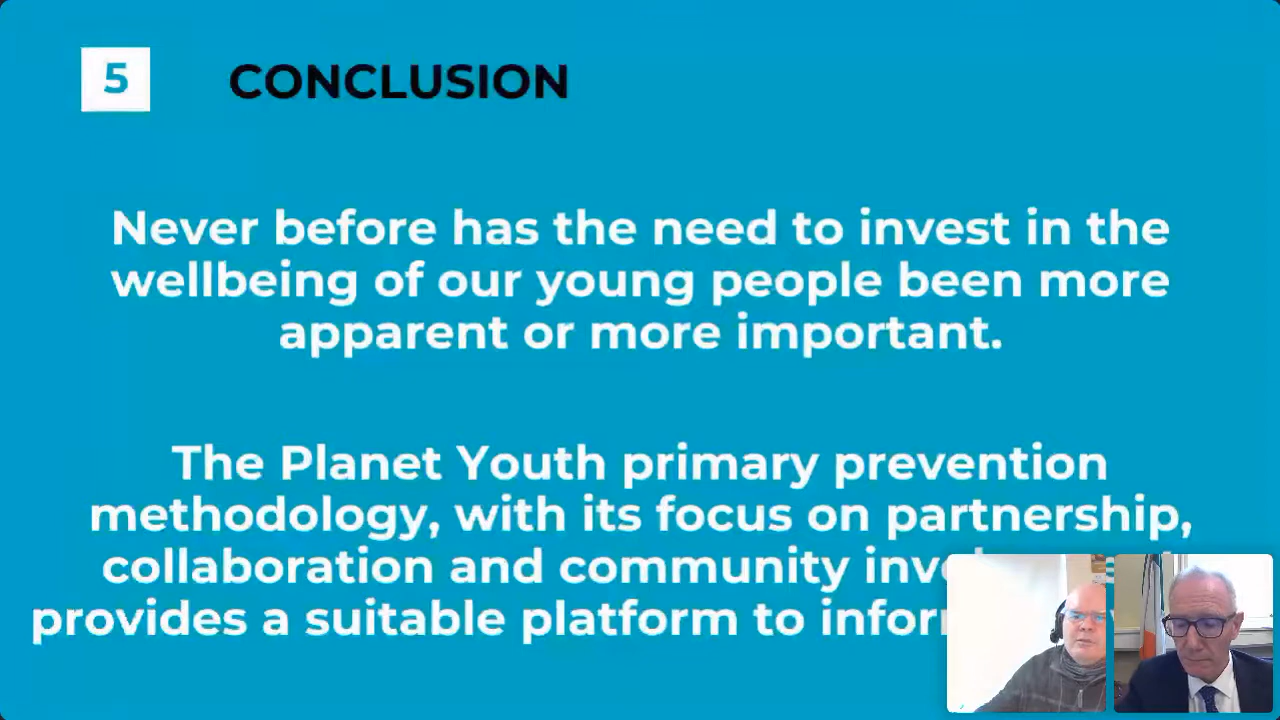 5 CONCLUSION
Never before has the need to invest in the
wellbeing of our young people been more
apparent or more important.
The Planet Youth primary prevention
methodology, with its focus on partnership,
collaboration and community
provides a suitable platform to